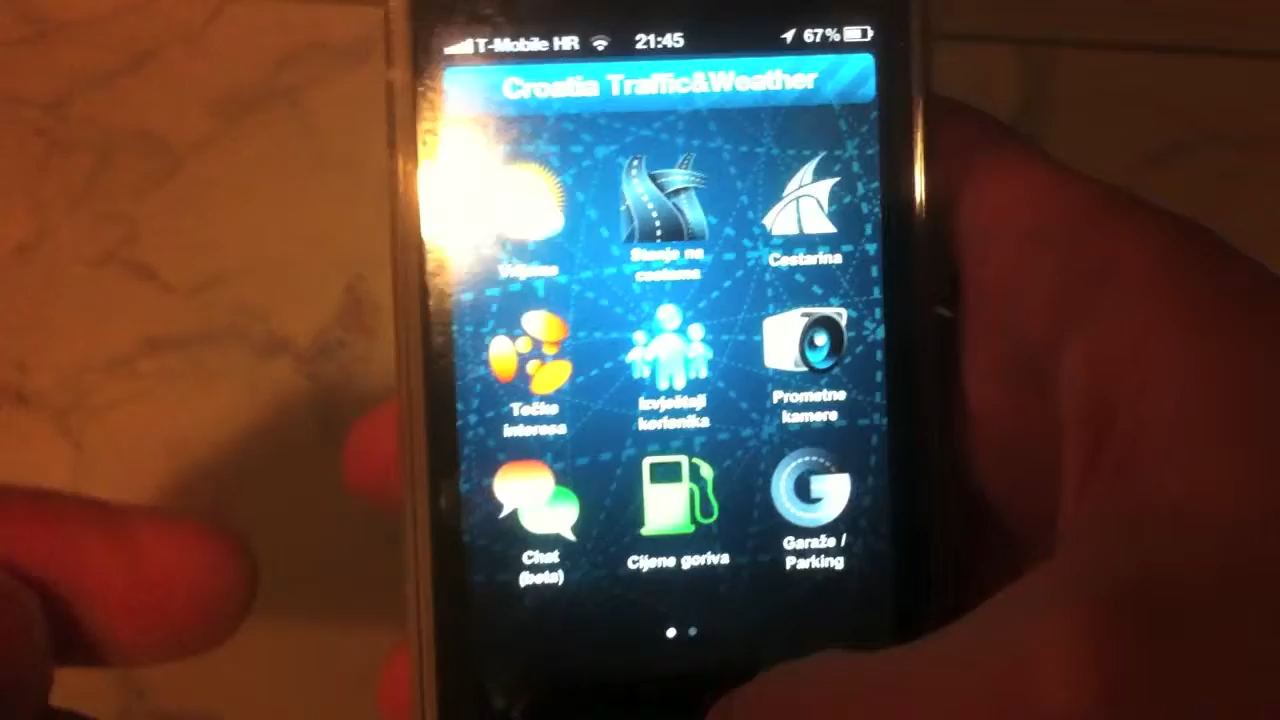 T-Mobile HR 21:45 67%
Croatia Traffic&Weather
Vrijeme
Stanje na
cestama
Cestarina
Točke
interesa
Izvještaji
korisnika
Prometne
kamere
Chat
(beta)
Cijene goriva
Garaže /
Parking